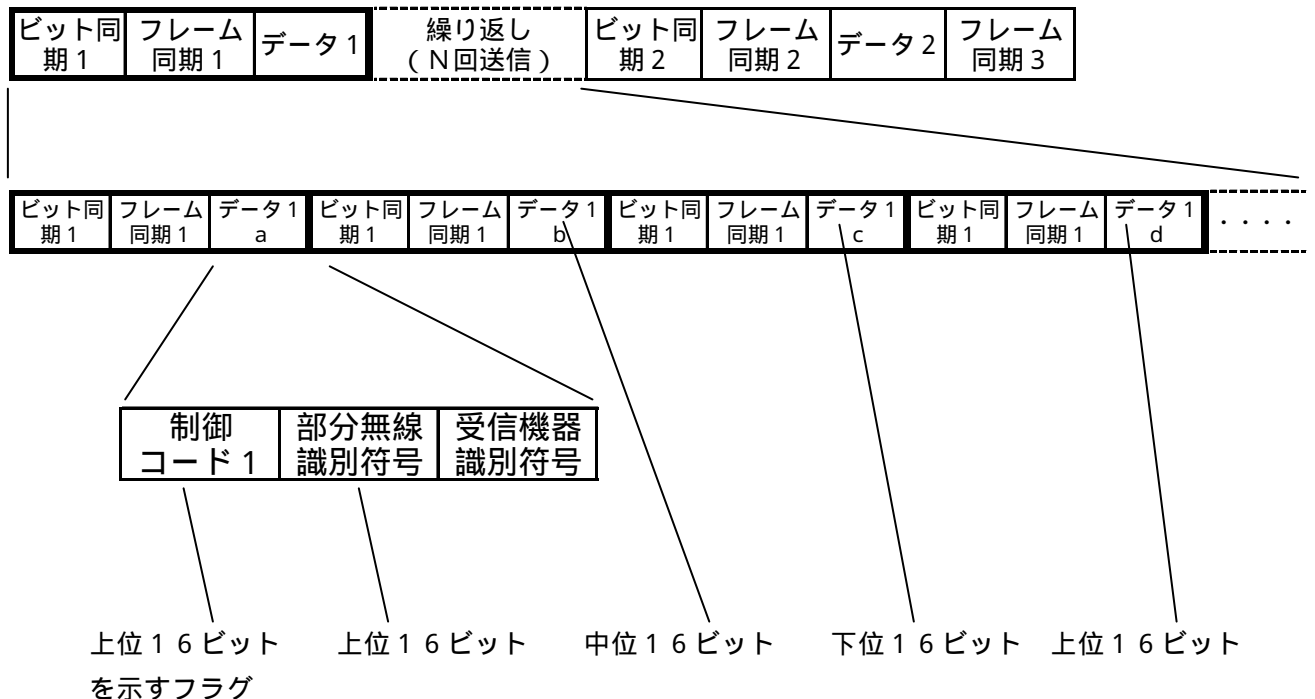 ビット同
期１
フレーム
同期１
データ１
繰り返し
（Ｎ回送信）
ビット同
期２
フレーム
同期２
データ２
フレーム
同期３
ビット同
期１
フレーム
同期１
データ１
a
ビット同
期１
フレーム
同期１
データ１
b
ビット同
期１
フレーム
同期１
データ１
c
ビット同
期１
フレーム
同期１
データ１
d
・・・・
制御
コード１
部分無線
識別符号
受信機器
識別符号
上位１６ビット
を示すフラグ
上位１６ビット
中位１６ビット
下位１６ビット
上位１６ビット